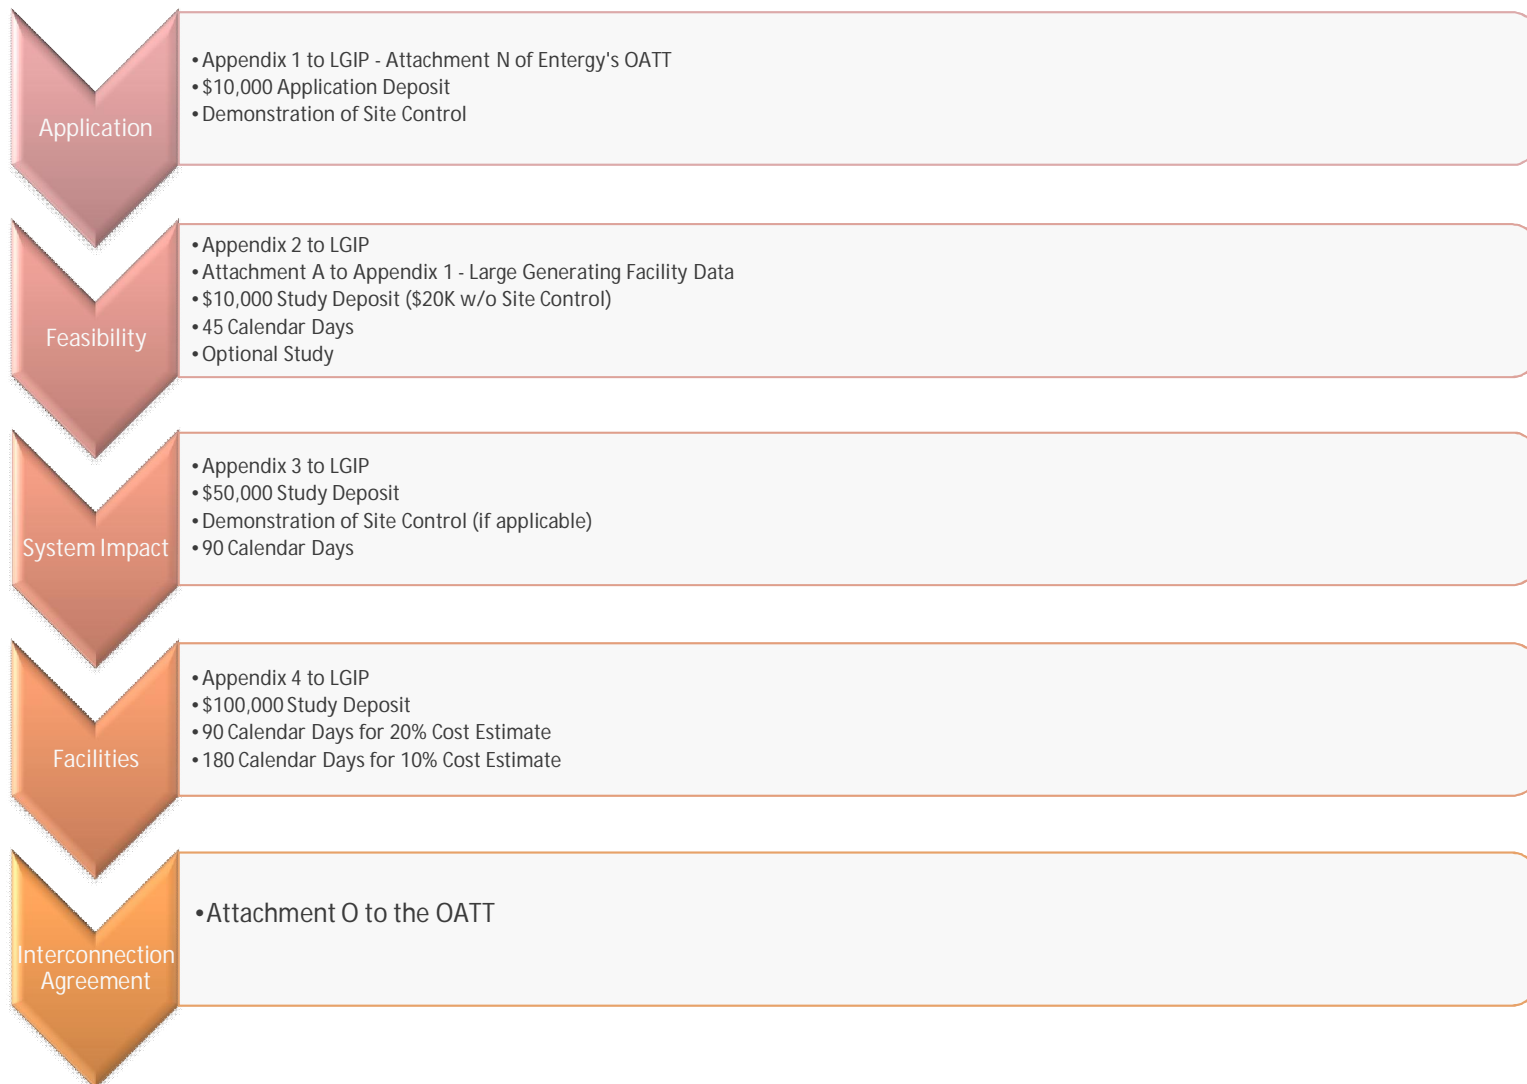 Application
• Appendix 1 to LGIP - Attachment N of Entergy's OATT
• $10,000 Application Deposit
• Demonstration of Site Control
Feasibility
• Appendix 2 to LGIP
• Attachment A to Appendix 1 - Large Generating Facility Data
• $10,000 Study Deposit ($20K w/o Site Control)
• 45 Calendar Days
• Optional Study
System Impact
• Appendix 3 to LGIP
• $50,000 Study Deposit
• Demonstration of Site Control (if applicable)
• 90 Calendar Days
Facilities
• Appendix 4 to LGIP
• $100,000 Study Deposit
• 90 Calendar Days for 20% Cost Estimate
• 180 Calendar Days for 10% Cost Estimate
Interconnection
Agreement
• Attachment O to the OATT